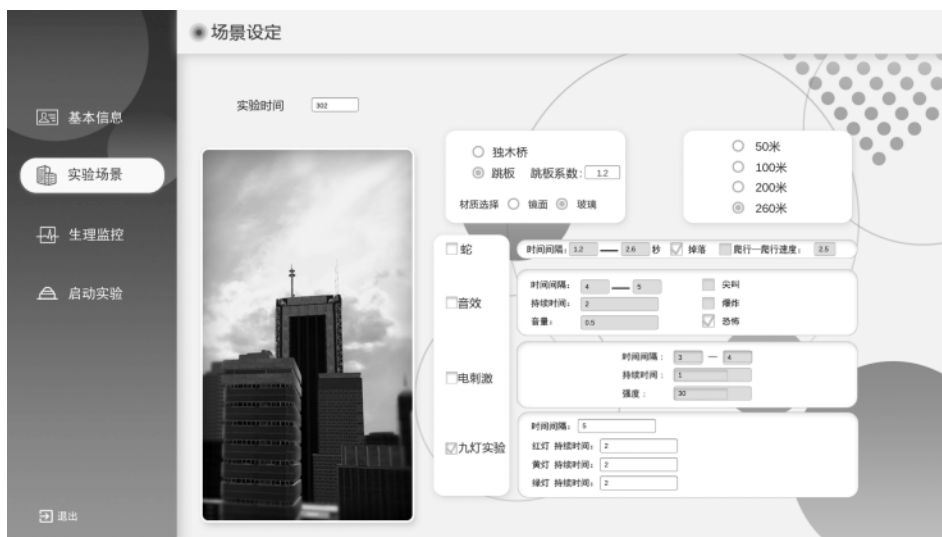 场景设定
基本信息
实验场景
生理监控
启动实验
退出
实验时间 302
独木桥
跳板 跳板系数: 1.2
材质选择 镜面 玻璃
50米
100米
200米
260米
蛇 时间间隔: 1.2 — 2.6 秒 掉落 爬行—爬行速度: 2.5
音效
时间间隔: 4 — 5 尖叫
持续时间: 2 爆炸
音量: 0.5 恐怖
电刺激
时间间隔: 3 — 4
持续时间: 1
强度: 30
九灯实验
时间间隔: 5
红灯 持续时间: 2
黄灯 持续时间: 2
绿灯 持续时间: 2